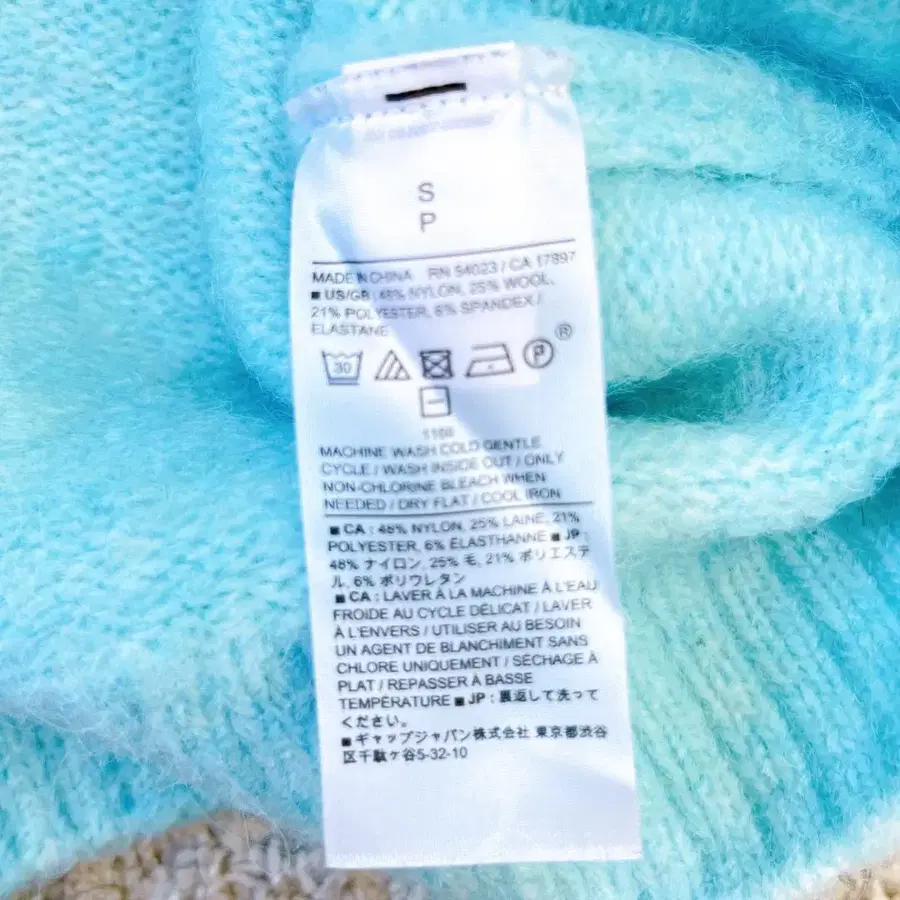 S
P
MADE IN CHINA RN 54023 / CA 17897
■ US/GB : 48% NYLON, 25% WOOL,
21% POLYESTER, 6% SPANDEX /
ELASTANE
30 P ®
1168
MACHINE WASH COLD GENTLE
CYCLE / WASH INSIDE OUT / ONLY
NON-CHLORINE BLEACH WHEN
NEEDED / DRY FLAT / COOL IRON
■ CA : 48% NYLON, 25% LAINE, 21%
POLYESTER, 6% ÉLASTHANNE ■ JP :
48% ナイロン, 25% 毛, 21% ポリエステ
ル, 6% ポリウレタン
■ CA : LAVER À LA MACHINE À L'EAU
FROIDE AU CYCLE DÉLICAT / LAVER
À L'ENVERS / UTILISER AU BESOIN
UN AGENT DE BLANCHIMENT SANS
CHLORE UNIQUEMENT / SÉCHAGE À
PLAT / REPASSER À BASSE
TEMPÉRATURE ■ JP : 裏返して洗って
ください。
■ ギャップジャパン株式会社 東京都渋谷
区千駄ヶ谷5-32-10